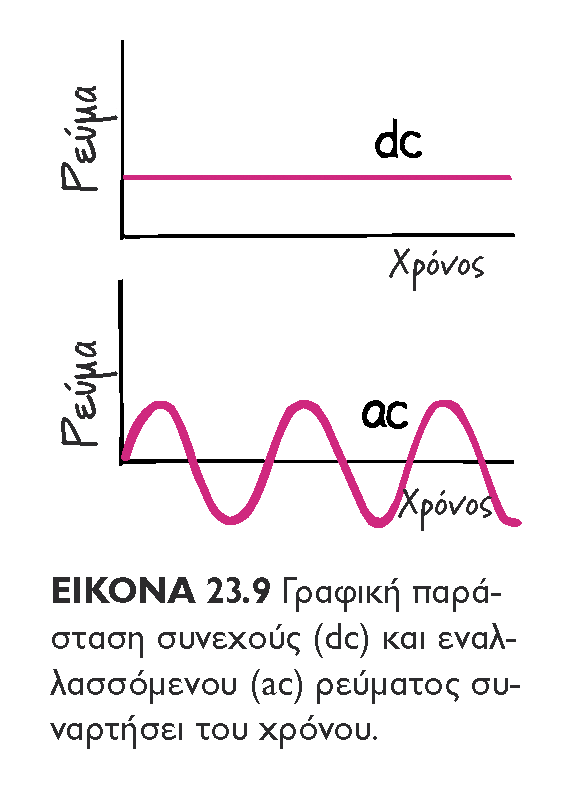 Ρεύμα
dc
Χρόνος
Ρεύμα
ac
Χρόνος
ΕΙΚΟΝΑ 23.9 Γραφική παρά-
σταση συνεχούς (dc) και εναλ-
λασσόμενου (ac) ρεύματος συ-
ναρτήσει του χρόνου.